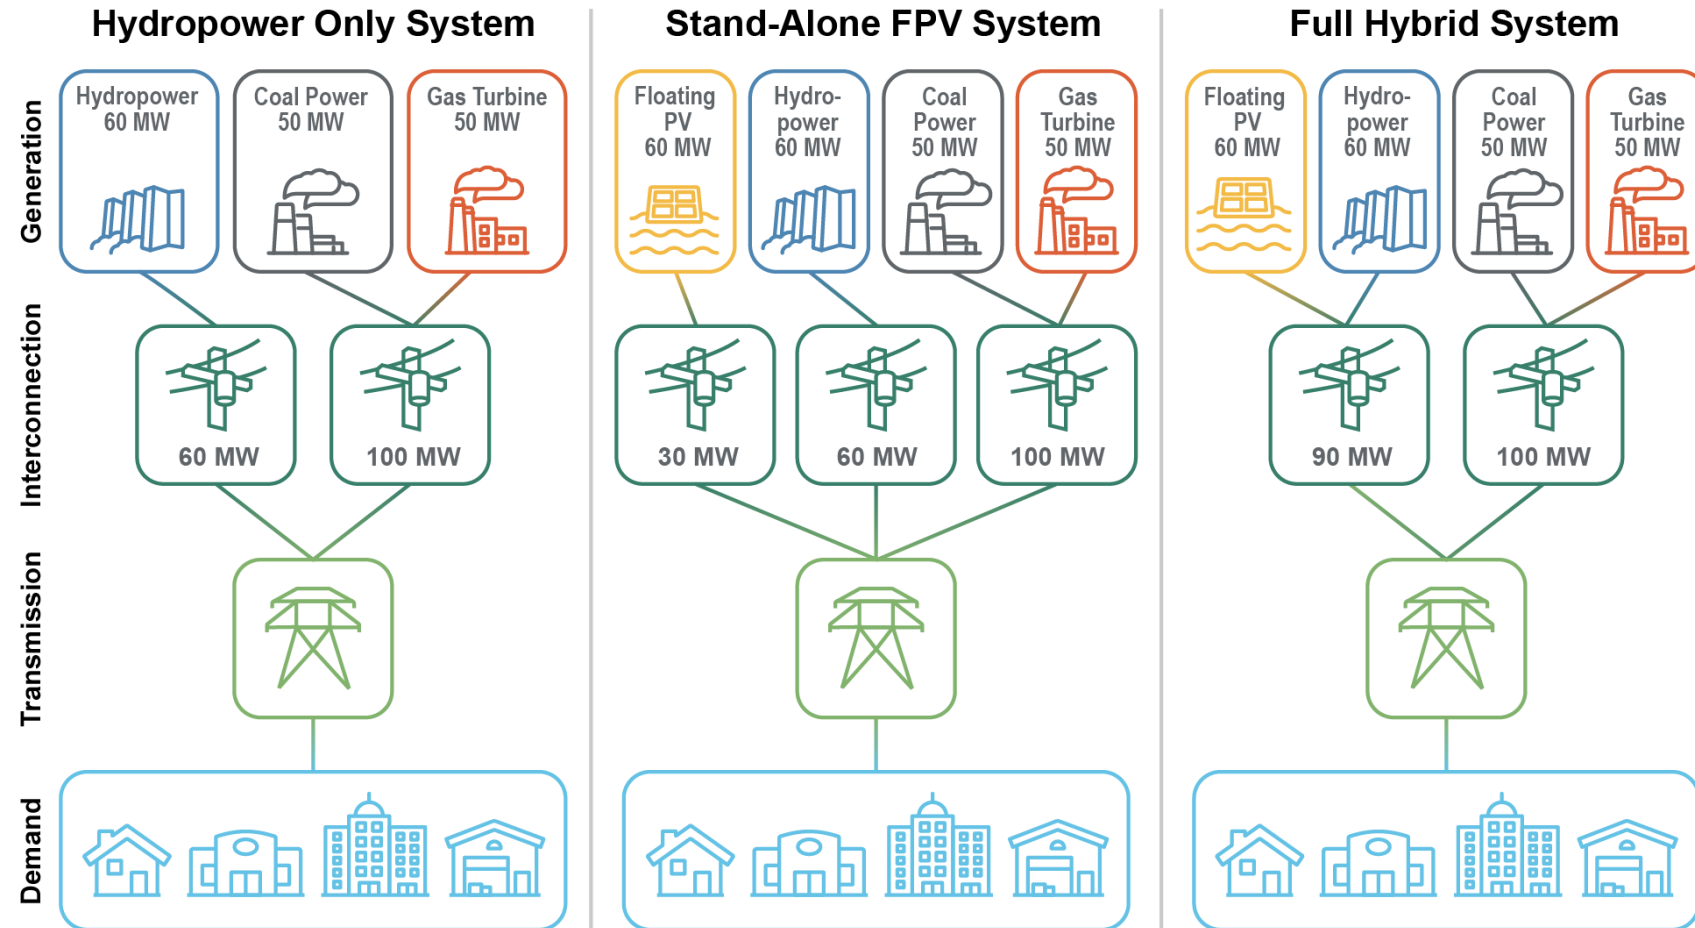 Hydropower Only System
Stand-Alone FPV System
Full Hybrid System
Generation
Hydropower
60 MW
Coal Power
50 MW
Gas Turbine
50 MW
Floating
PV
60 MW
Hydro-
power
60 MW
Coal
Power
50 MW
Gas
Turbine
50 MW
Floating
PV
60 MW
Hydro-
power
60 MW
Coal
Power
50 MW
Gas
Turbine
50 MW
Interconnection
60 MW
100 MW
30 MW
60 MW
100 MW
90 MW
100 MW
Transmission
Demand